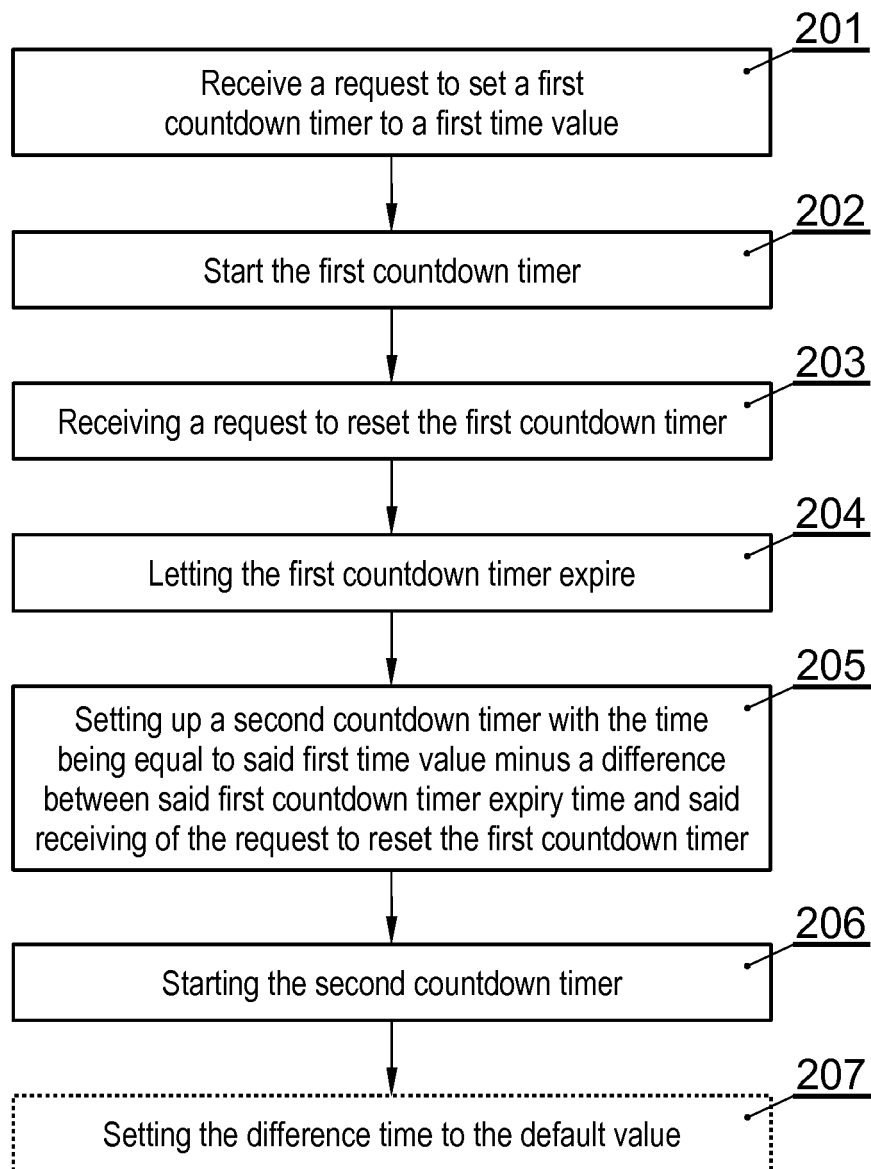 201
Receive a request to set a first
countdown timer to a first time value
202
Start the first countdown timer
203
Receiving a request to reset the first countdown timer
204
Letting the first countdown timer expire
205
Setting up a second countdown timer with the time
being equal to said first time value minus a difference
between said first countdown timer expiry time and said
receiving of the request to reset the first countdown timer
206
Starting the second countdown timer
207
Setting the difference time to the default value